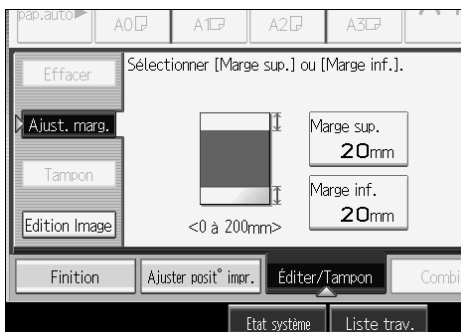 pap.auto▶ A0 A1 A2 A3
Effacer
Sélectionner [Marge sup.] ou [Marge inf.].
Ajust. marg.
Marge sup.
20mm
Tampon
Marge inf.
20mm
Edition Image
<0 à 200mm>
Finition
Ajuster posit° impr.
Éditer/Tampon
Combi
Etat système
Liste trav.